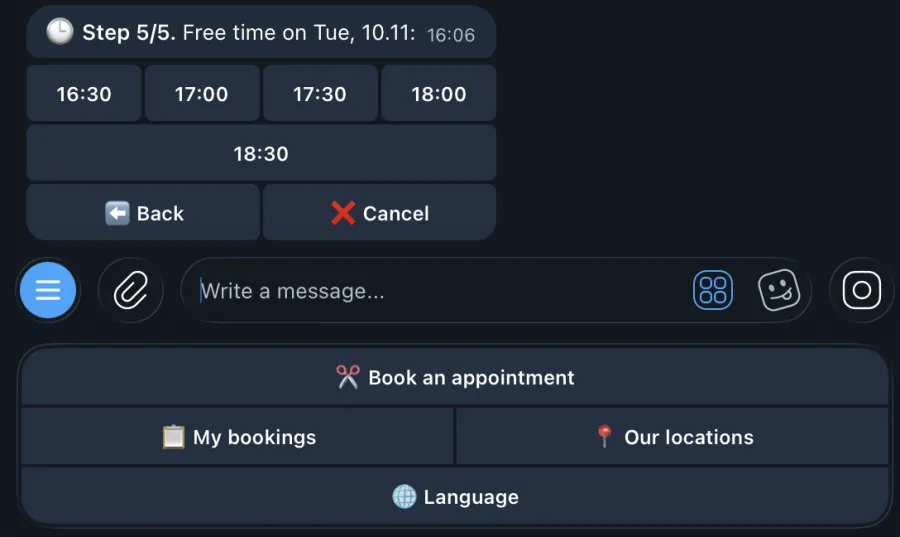 🕒 Step 5/5. Free time on Tue, 10.11: 16:06
16:30 17:00 17:30 18:00
18:30
⬅️ Back ❌ Cancel
Write a message...
✂️ Book an appointment
📋 My bookings 📍 Our locations
🌐 Language